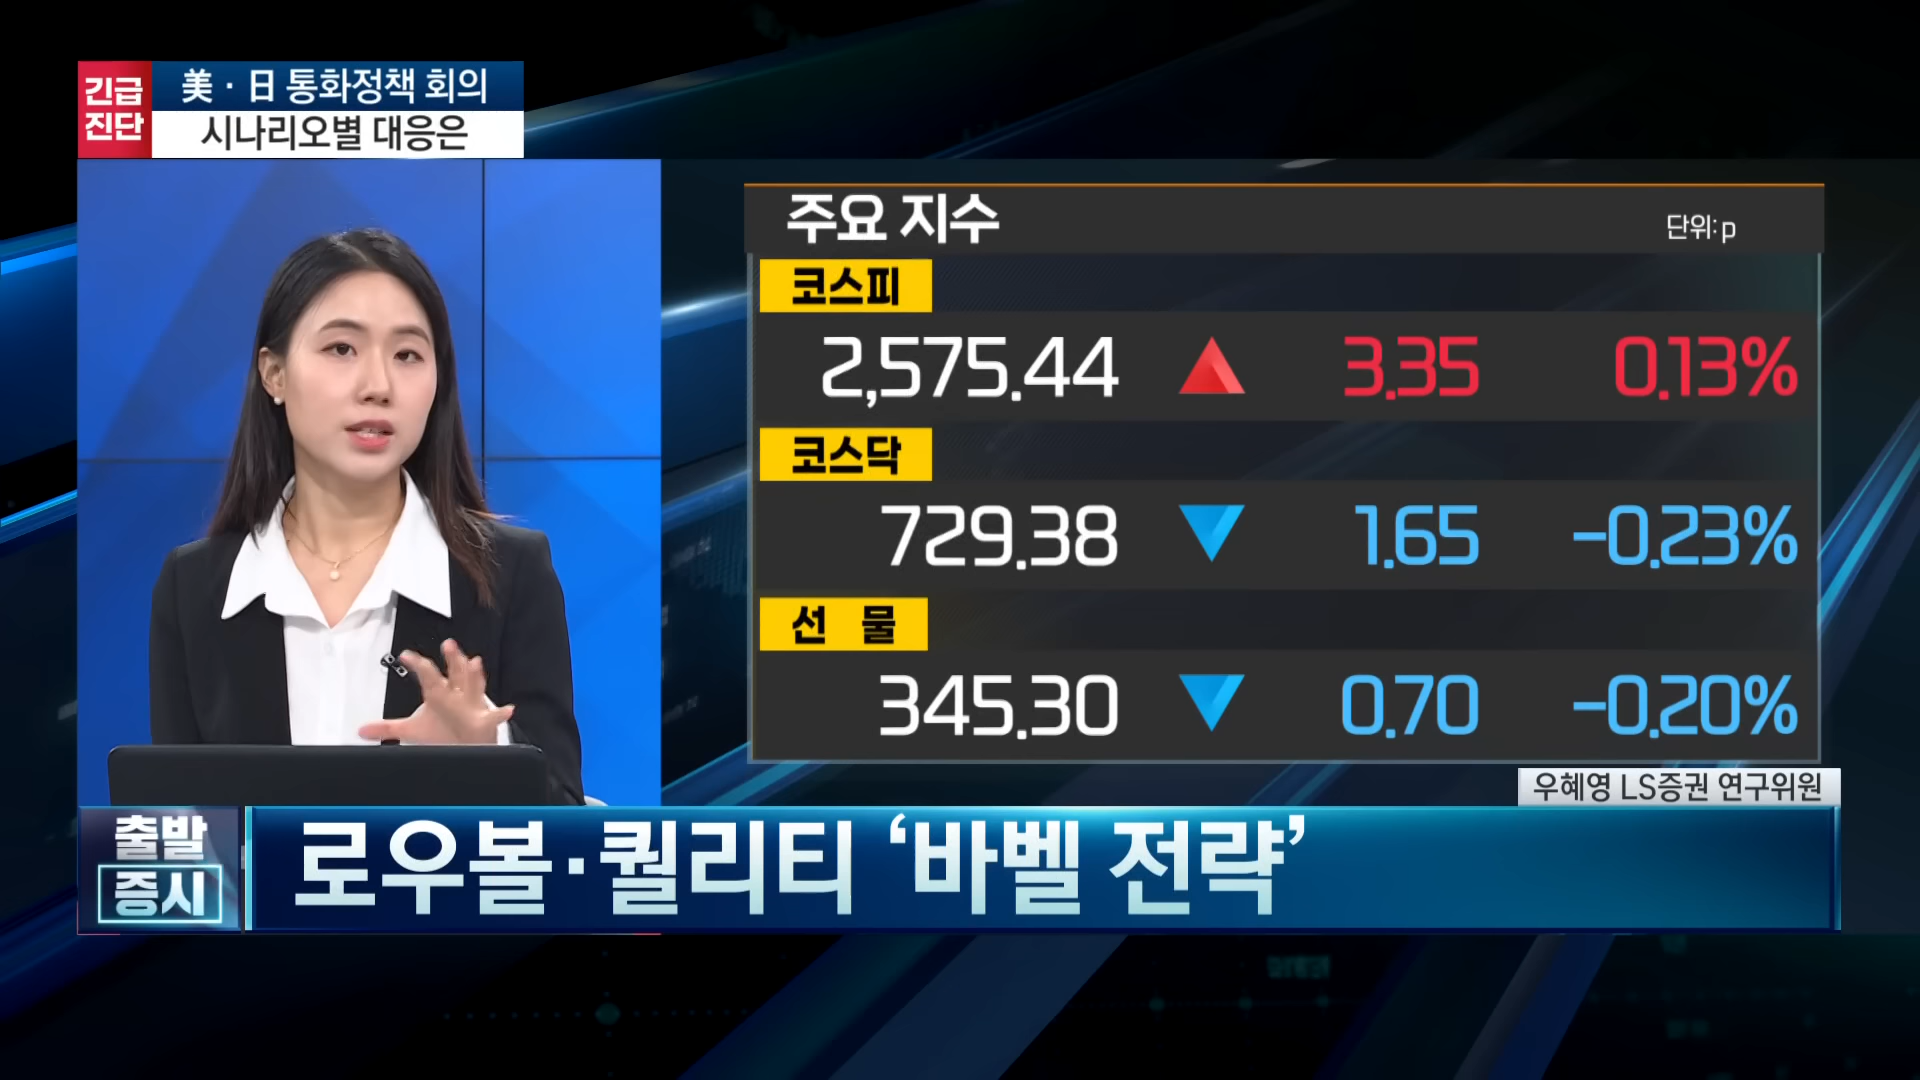 긴급
진단
美·日 통화정책 회의
시나리오별 대응은
주요 지수
단위:p
코스피
2,575.44 ▲ 3.35 0.13%
코스닥
729.38 ▼ 1.65 -0.23%
선 물
345.30 ▼ 0.70 -0.20%
우혜영 LS증권 연구위원
출발
증시
로우볼·퀄리티 ‘바벨 전략’